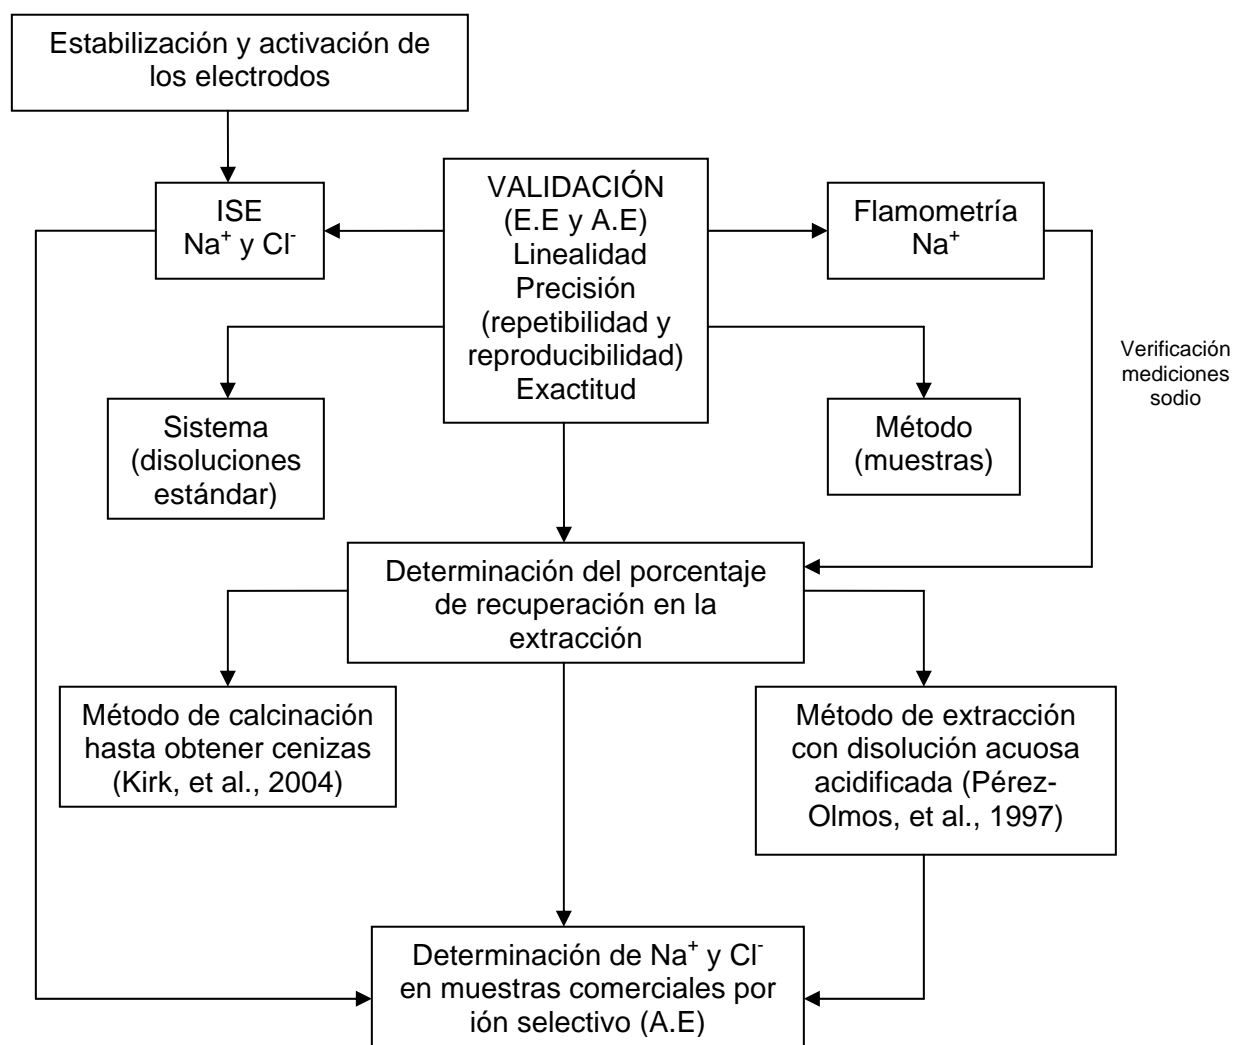 Estabilización y activación de
los electrodos
ISE
Na⁺ y Cl⁻
VALIDACIÓN
(E.E y A.E)
Linealidad
Precisión
(repetibilidad y
reproducibilidad)
Exactitud
Flamometría
Na⁺
Verificación
mediciones
sodio
Sistema
(disoluciones
estándar)
Método
(muestras)
Determinación del porcentaje
de recuperación en la
extracción
Método de calcinación
hasta obtener cenizas
(Kirk, et al., 2004)
Método de extracción
con disolución acuosa
acidificada (Pérez-
Olmos, et al., 1997)
Determinación de Na⁺ y Cl⁻
en muestras comerciales por
ión selectivo (A.E)